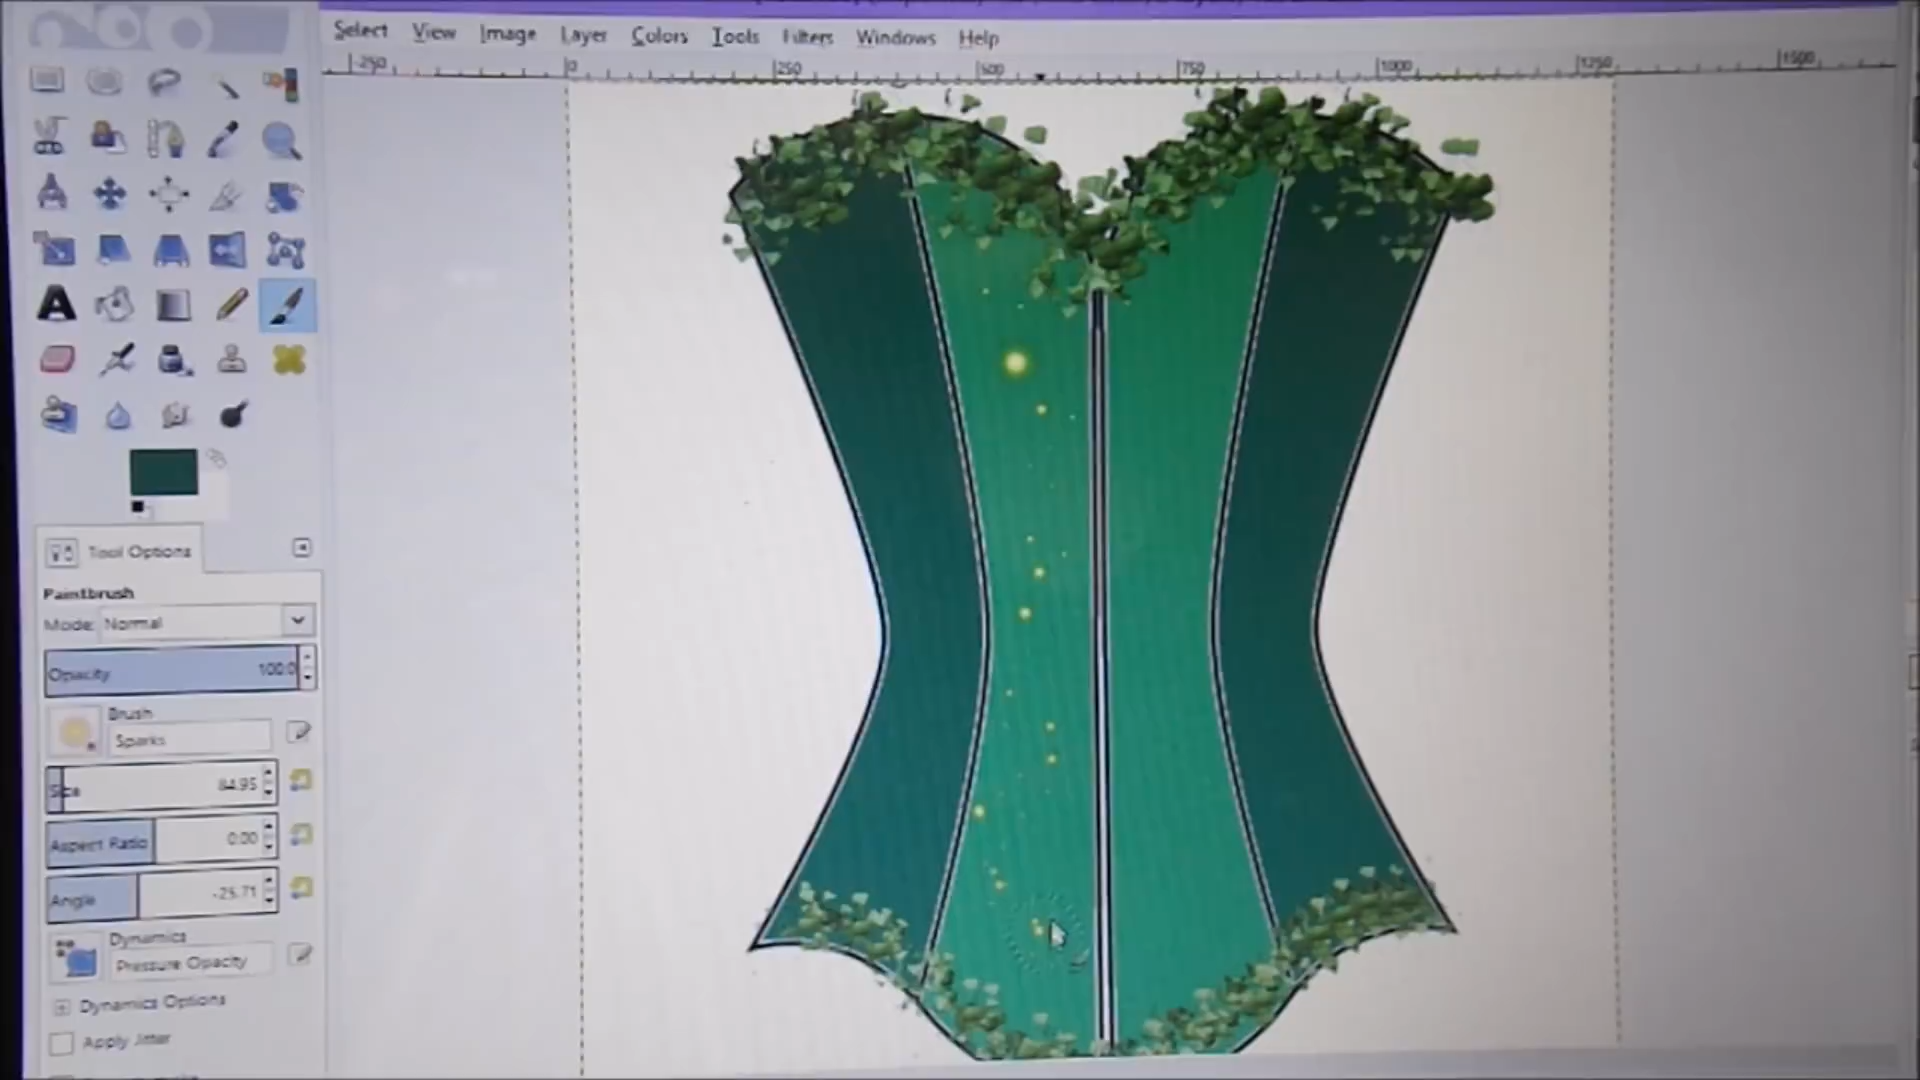 Select View Image Layer Colors Tools Filters Windows Help
-250 0 250 500 750 1000 1250 1500
Tool Options
Paintbrush
Mode: Normal
Opacity 100.0
Brush
Sparks
Size 84.95
Aspect Ratio 0.00
Angle -25.71
Dynamics
Pressure Opacity
Dynamics Options
Apply Jitter